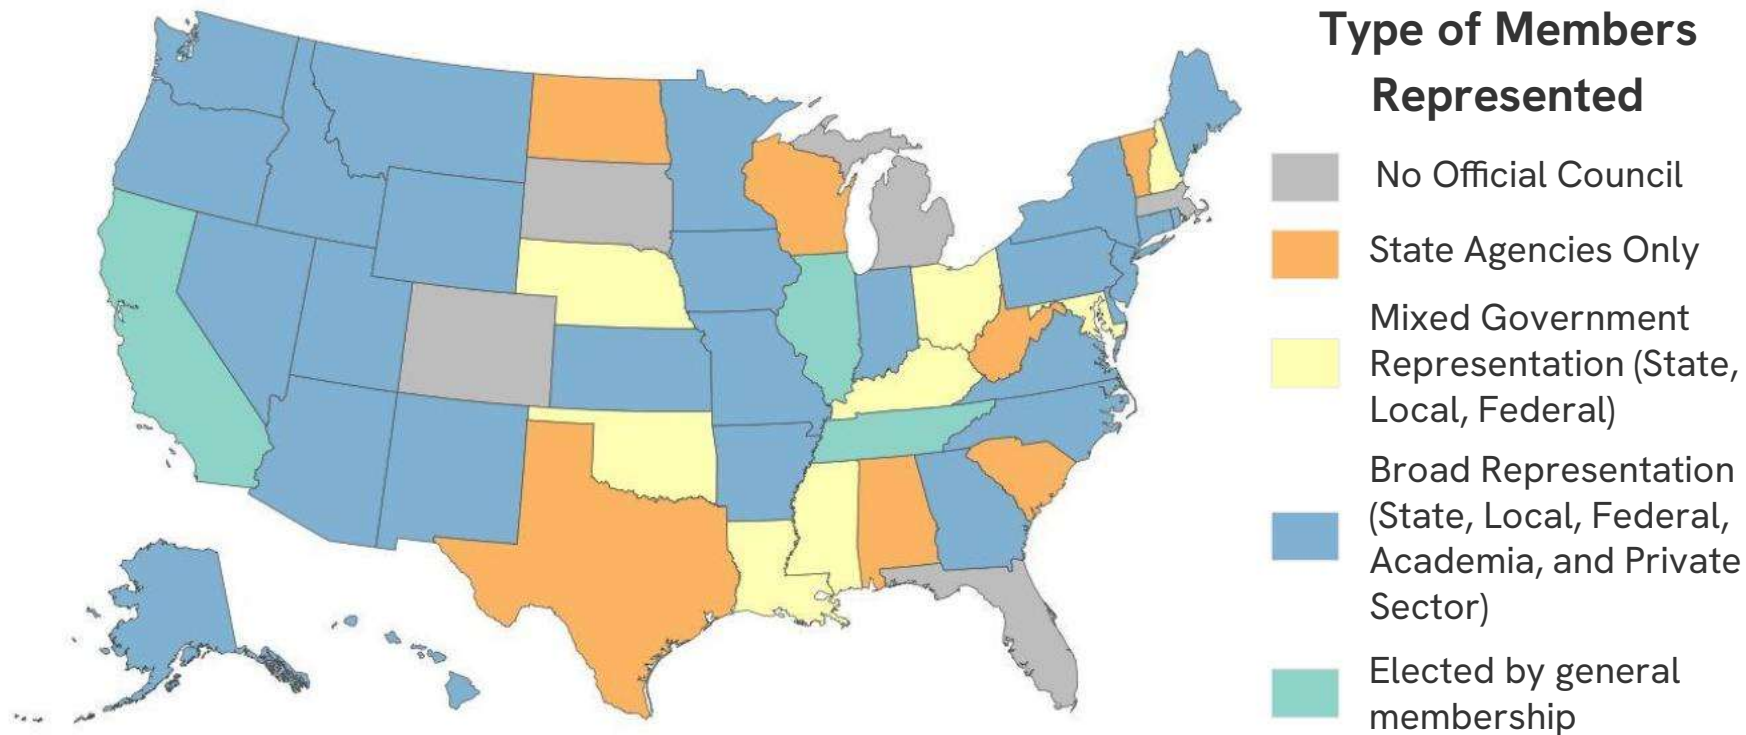 Type of Members
Represented
No Official Council
State Agencies Only
Mixed Government
Representation (State,
Local, Federal)
Broad Representation
(State, Local, Federal,
Academia, and Private
Sector)
Elected by general
membership